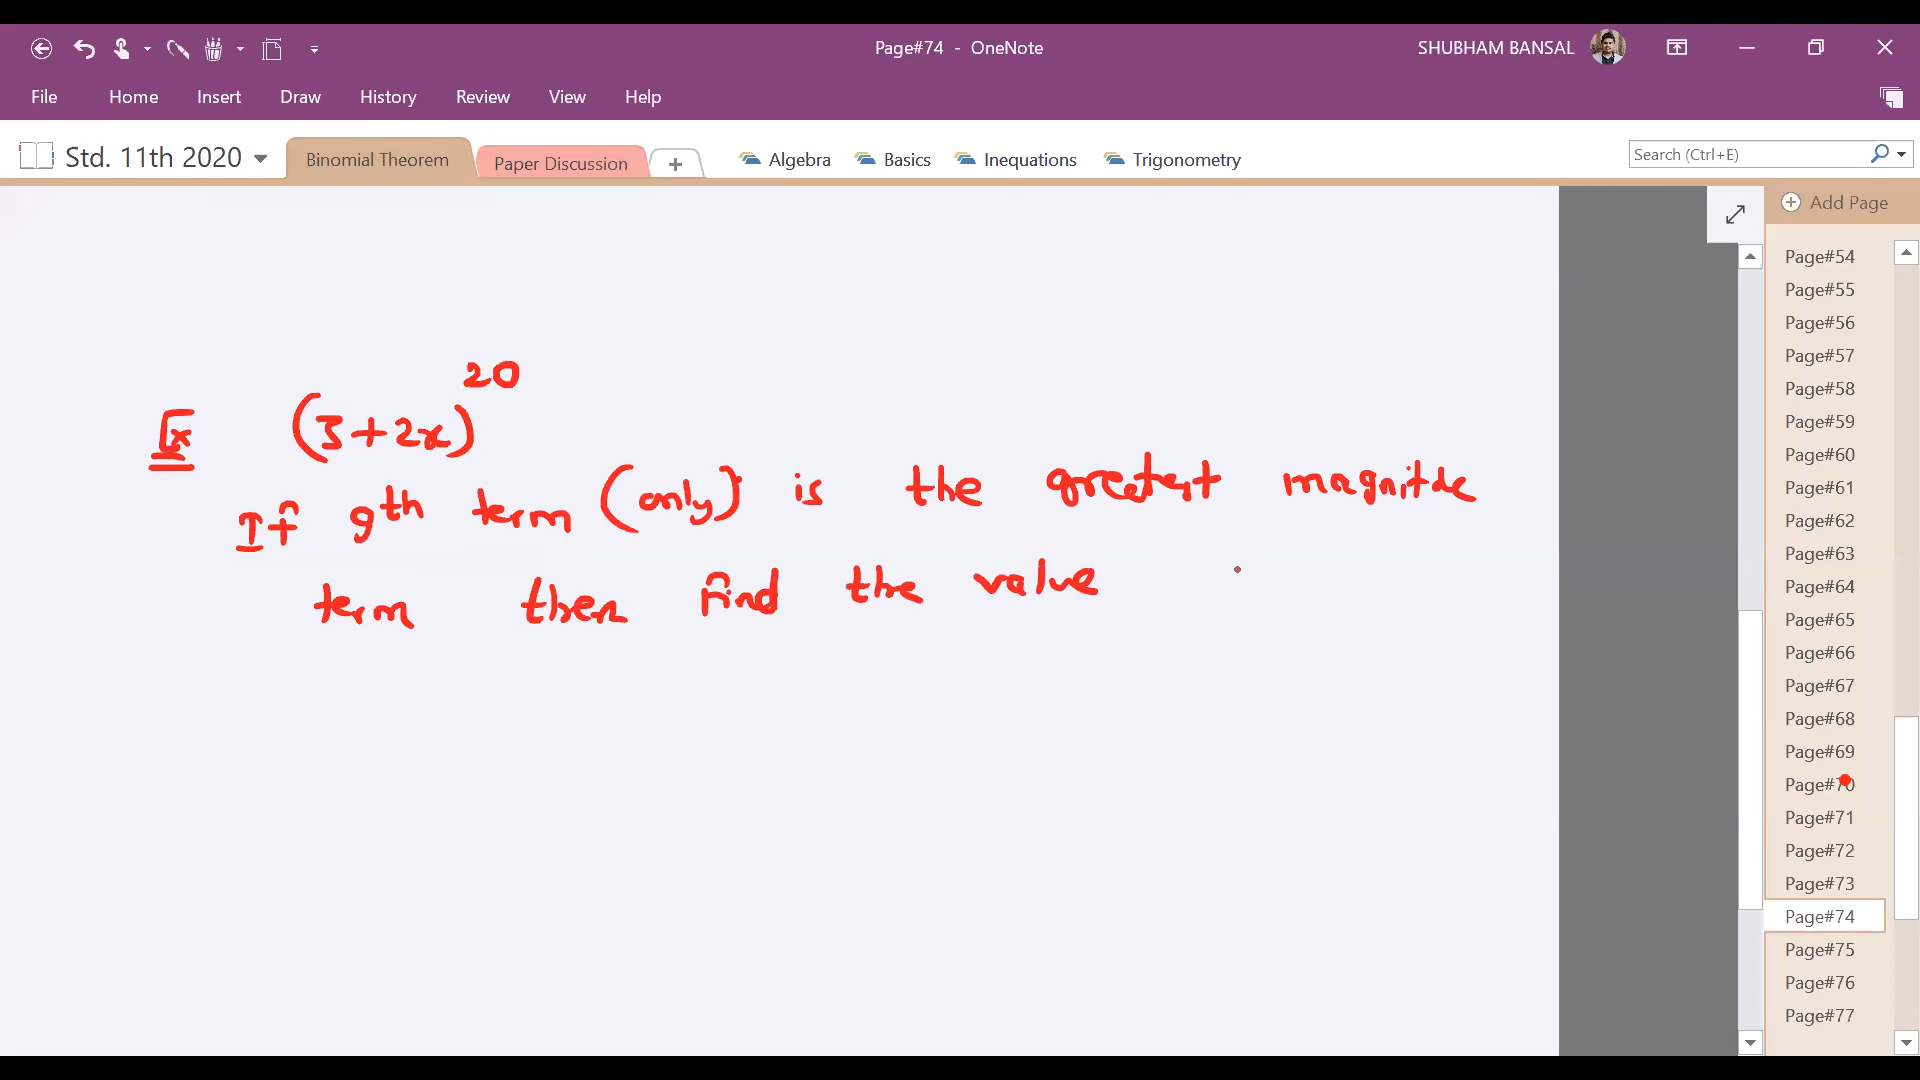 Page#74 - OneNote
SHUBHAM BANSAL
File Home Insert Draw History Review View Help
Std. 11th 2020
Binomial Theorem
Paper Discussion
+
Algebra
Basics
Inequations
Trigonometry
Search (Ctrl+E)
Add Page
Page#54
Page#55
Page#56
Page#57
Page#58
Page#59
Page#60
Page#61
Page#62
Page#63
Page#64
Page#65
Page#66
Page#67
Page#68
Page#69
Page#70
Page#71
Page#72
Page#73
Page#74
Page#75
Page#76
Page#77
Ex (3+2x)^20
If 9th term (only) is the greatest magnitde
term then find the value